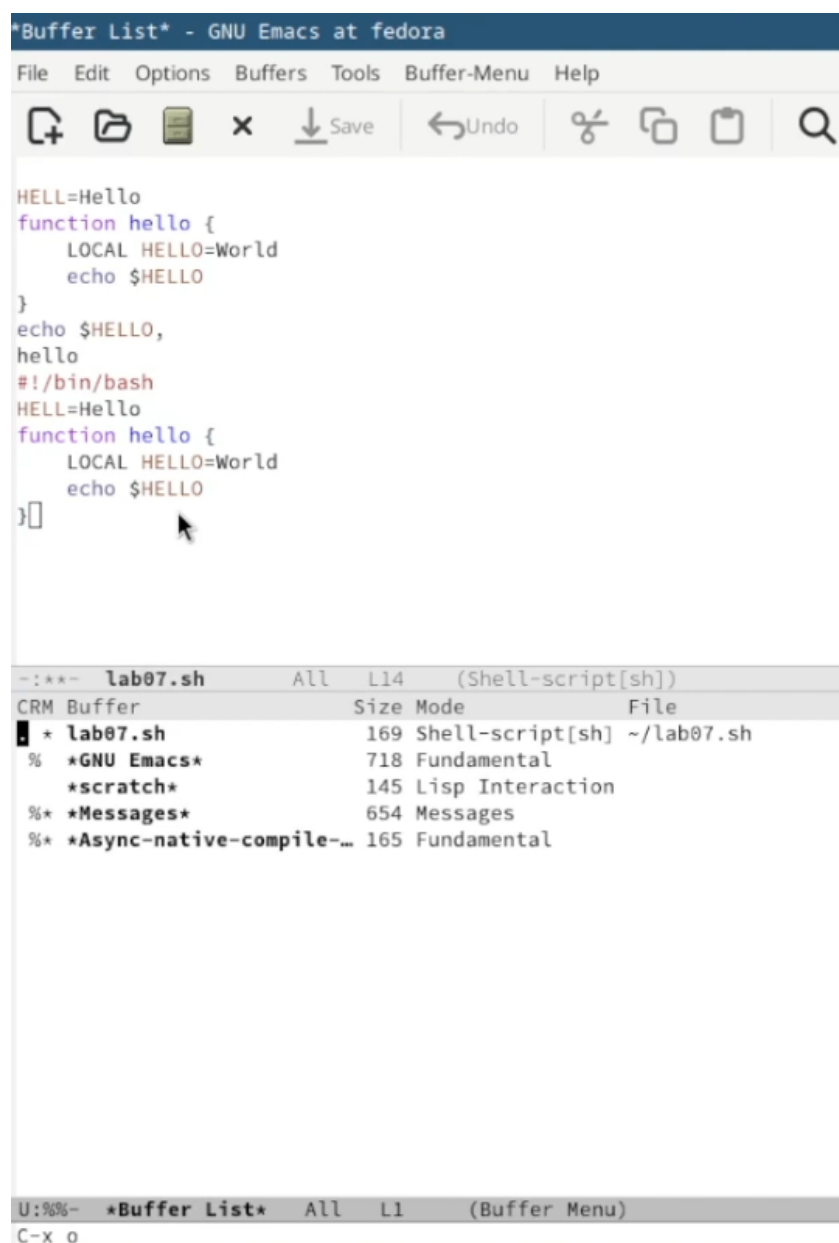 *Buffer List* - GNU Emacs at fedora
File Edit Options Buffers Tools Buffer-Menu Help
Save Undo
HELL=Hello
function hello {
    LOCAL HELLO=World
    echo $HELLO
}
echo $HELLO,
hello
#!/bin/bash
HELL=Hello
function hello {
    LOCAL HELLO=World
    echo $HELLO
}
-:**- lab07.sh All L14 (Shell-script[sh])
CRM Buffer Size Mode File
. * lab07.sh 169 Shell-script[sh] ~/lab07.sh
% *GNU Emacs* 718 Fundamental
*scratch* 145 Lisp Interaction
%* *Messages* 654 Messages
%* *Async-native-compile-… 165 Fundamental
U:%%- *Buffer List* All L1 (Buffer Menu)
C-x o